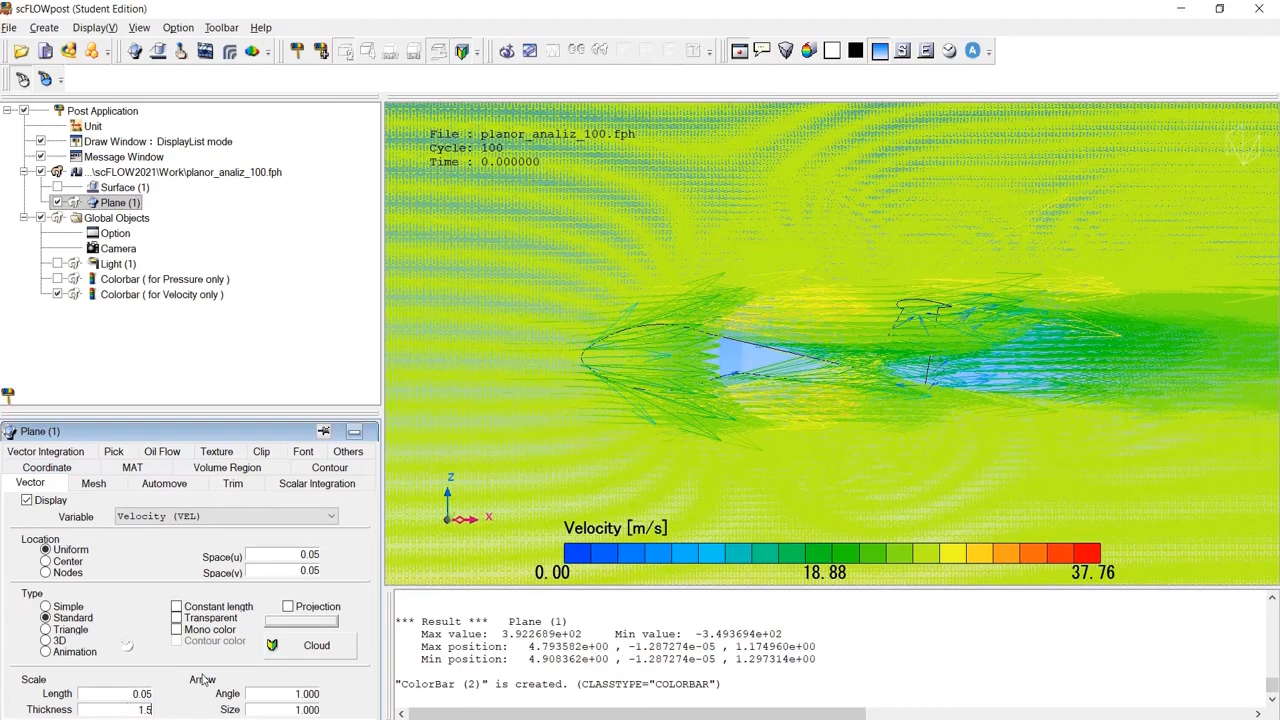 scFLOWpost (Student Edition)
File Create Display(V) View Option Toolbar Help
Post Application
Unit
Draw Window : DisplayList mode
Message Window
...\scFLOW2021\Work\planor_analiz_100.fph
Surface (1)
Plane (1)
Global Objects
Option
Camera
Light (1)
Colorbar ( for Pressure only )
Colorbar ( for Velocity only )
File : planor_analiz_100.fph
Cycle: 100
Time : 0.000000
Z
X
Velocity [m/s]
0.00 18.88 37.76
Plane (1)
Vector Integration Pick Oil Flow Texture Clip Font Others
Coordinate MAT Volume Region Contour
Vector Mesh Automove Trim Scalar Integration
Display
Variable Velocity (VEL)
Location
Uniform Space(u) 0.05
Center
Nodes Space(v) 0.05
Type
Simple Constant length Projection
Standard Transparent
Triangle Mono color
3D Contour color Cloud
Animation
Scale Arrow
Length 0.05 Angle 1.000
Thickness 1.5 Size 1.000
*** Result *** Plane (1)
Max value: 3.922689e+02 Min value: -3.493694e+02
Max position: 4.793582e+00 , -1.287274e-05 , 1.174960e+00
Min position: 4.908362e+00 , -1.287274e-05 , 1.297314e+00
"ColorBar (2)" is created. (CLASSTYPE="COLORBAR")